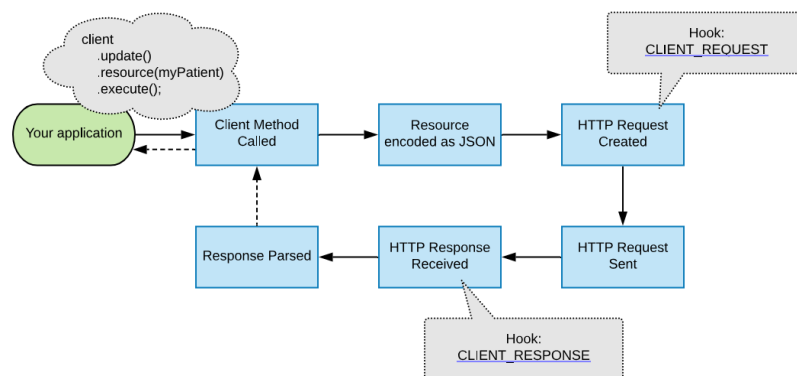 client
.update()
.resource(myPatient)
.execute();
Hook:
CLIENT_REQUEST
Your application
Client Method
Called
Resource
encoded as JSON
HTTP Request
Created
Response Parsed
HTTP Response
Received
HTTP Request
Sent
Hook:
CLIENT_RESPONSE